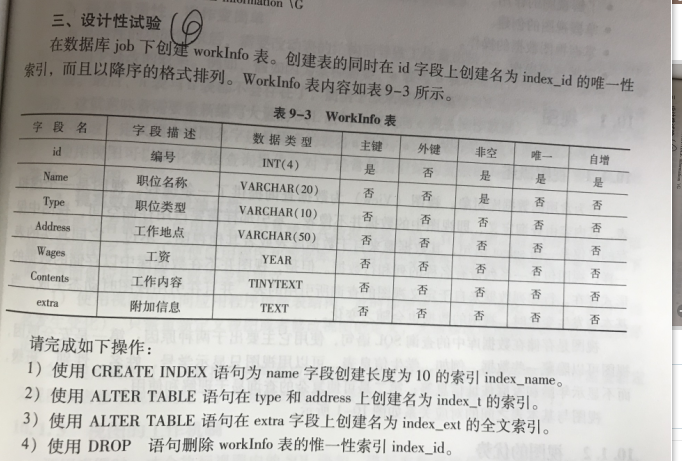 rmation \G
三、设计性试验
在数据库 job 下创建 workInfo 表。创建表的同时在 id 字段上创建名为 index_id 的唯一性
索引，而且以降序的格式排列。WorkInfo 表内容如表 9-3 所示。
表 9-3 WorkInfo 表
字 段 名 字 段 描 述 数 据 类 型 主键 外键 非空 唯一 自增
id 编号 INT(4) 是 否 是 是 是
Name 职位名称 VARCHAR(20) 否 否 是 否 否
Type 职位类型 VARCHAR(10) 否 否 否 否 否
Address 工作地点 VARCHAR(50) 否 否 否 否 否
Wages 工资 YEAR 否 否 否 否 否
Contents 工作内容 TINYTEXT 否 否 否 否 否
extra 附加信息 TEXT 否 否 否 否 否
请完成如下操作：
1）使用 CREATE INDEX 语句为 name 字段创建长度为 10 的索引 index_name。
2）使用 ALTER TABLE 语句在 type 和 address 上创建名为 index_t 的索引。
3）使用 ALTER TABLE 语句在 extra 字段上创建名为 index_ext 的全文索引。
4）使用 DROP 语句删除 workInfo 表的惟一性索引 index_id。